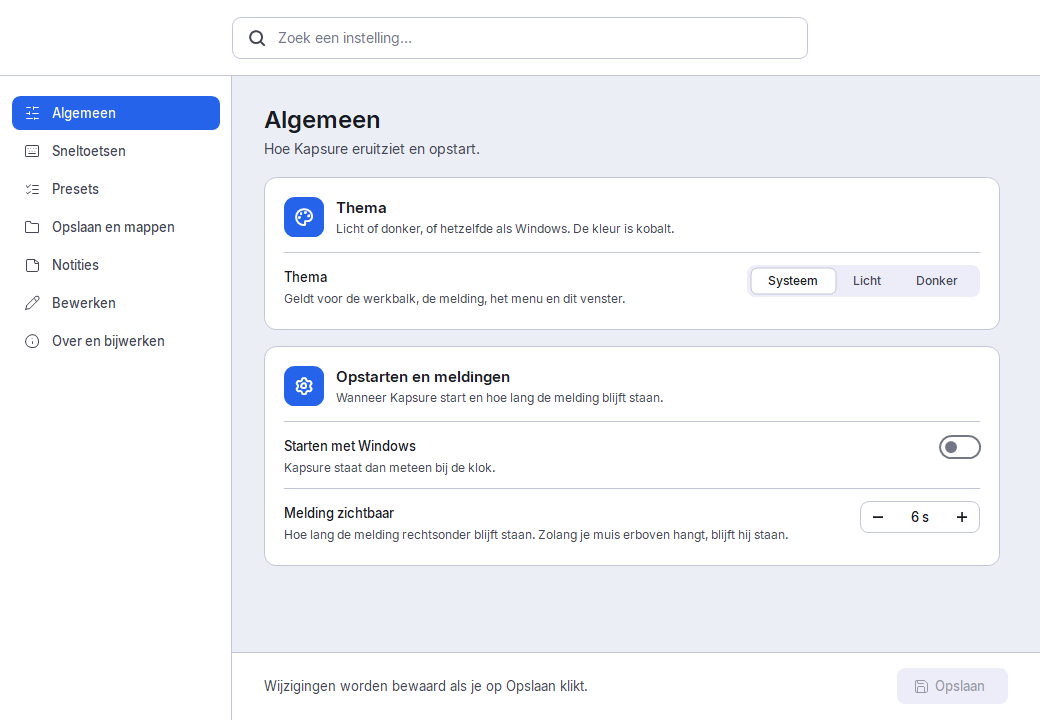 Zoek een instelling...
Algemeen
Sneltoetsen
Presets
Opslaan en mappen
Notities
Bewerken
Over en bijwerken
Algemeen
Hoe Kapsure eruitziet en opstart.
Thema
Licht of donker, of hetzelfde als Windows. De kleur is kobalt.
Thema
Geldt voor de werkbalk, de melding, het menu en dit venster.
Systeem Licht Donker
Opstarten en meldingen
Wanneer Kapsure start en hoe lang de melding blijft staan.
Starten met Windows
Kapsure staat dan meteen bij de klok.
Melding zichtbaar
Hoe lang de melding rechtsonder blijft staan. Zolang je muis erboven hangt, blijft hij staan.
− 6 s +
Wijzigingen worden bewaard als je op Opslaan klikt.
Opslaan